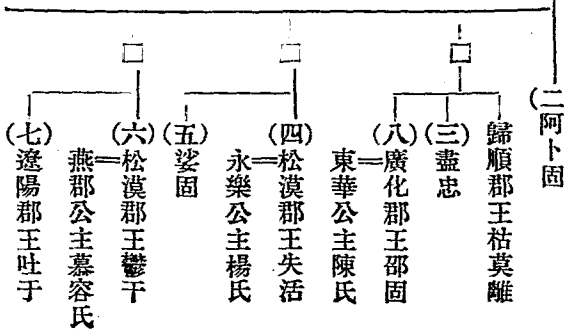 (二)阿卜固
□
歸順郡王枯莫離
(三)盡忠
(八)廣化郡王邵固
東華公主陳氏
□
(四)松漠郡王失活
永樂公主楊氏
(五)娑固
□
(六)松漠郡王鬱干
燕郡公主慕容氏
(七)遼陽郡王吐于